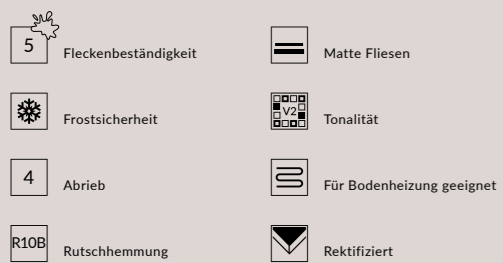 5 Fleckenbeständigkeit
Frostsicherheit
4 Abrieb
R10B Rutschhemmung
Matte Fliesen
V2 Tonalität
Für Bodenheizung geeignet
Rektifiziert